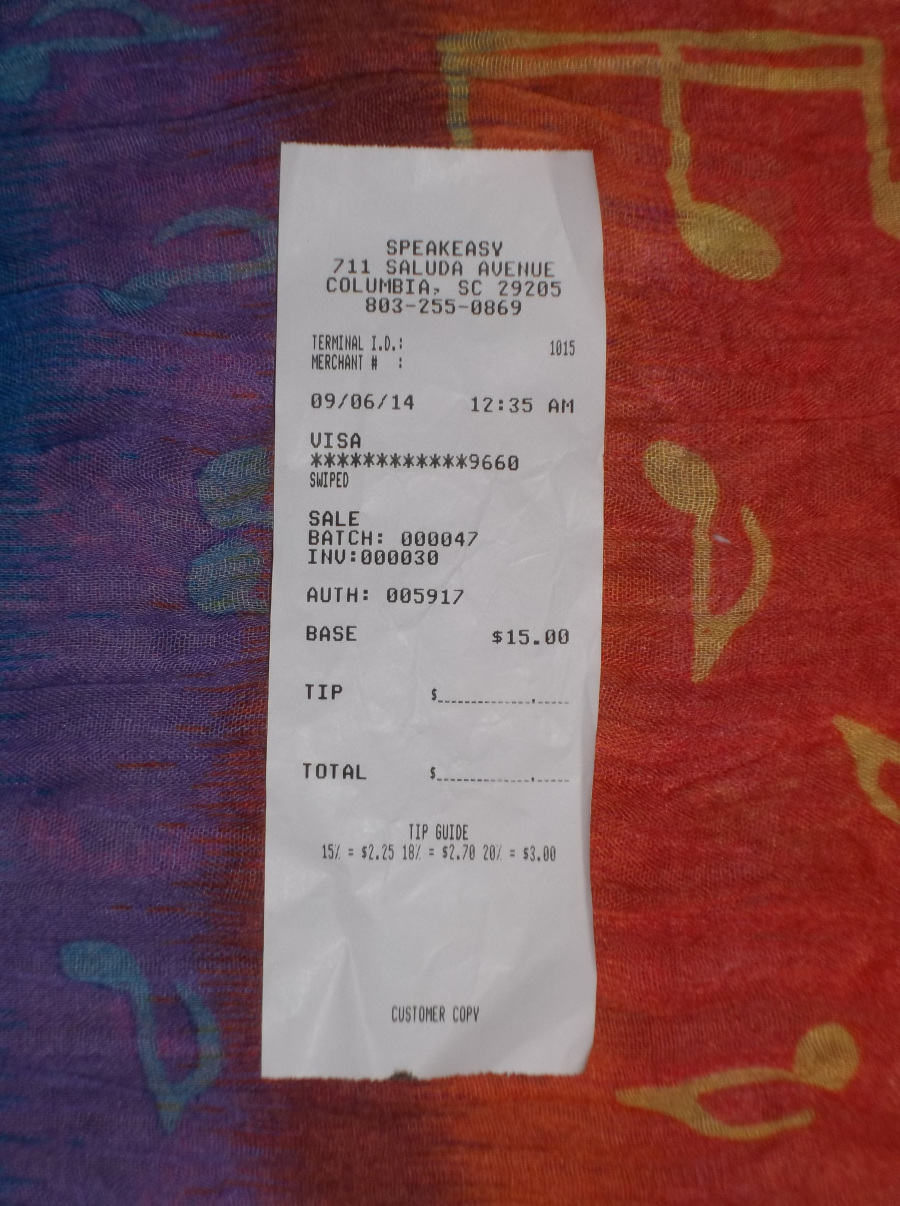 SPEAKEASY
711 SALUDA AVENUE
COLUMBIA, SC 29205
803-255-0869
TERMINAL I.D.: 1015
MERCHANT # :
09/06/14 12:35 AM
VISA
************9660
SWIPED
SALE
BATCH: 000047
INV:000030
AUTH: 005917
BASE $15.00
TIP $____________.____
TOTAL $____________.____
TIP GUIDE
15% = $2.25 18% = $2.70 20% = $3.00
CUSTOMER COPY